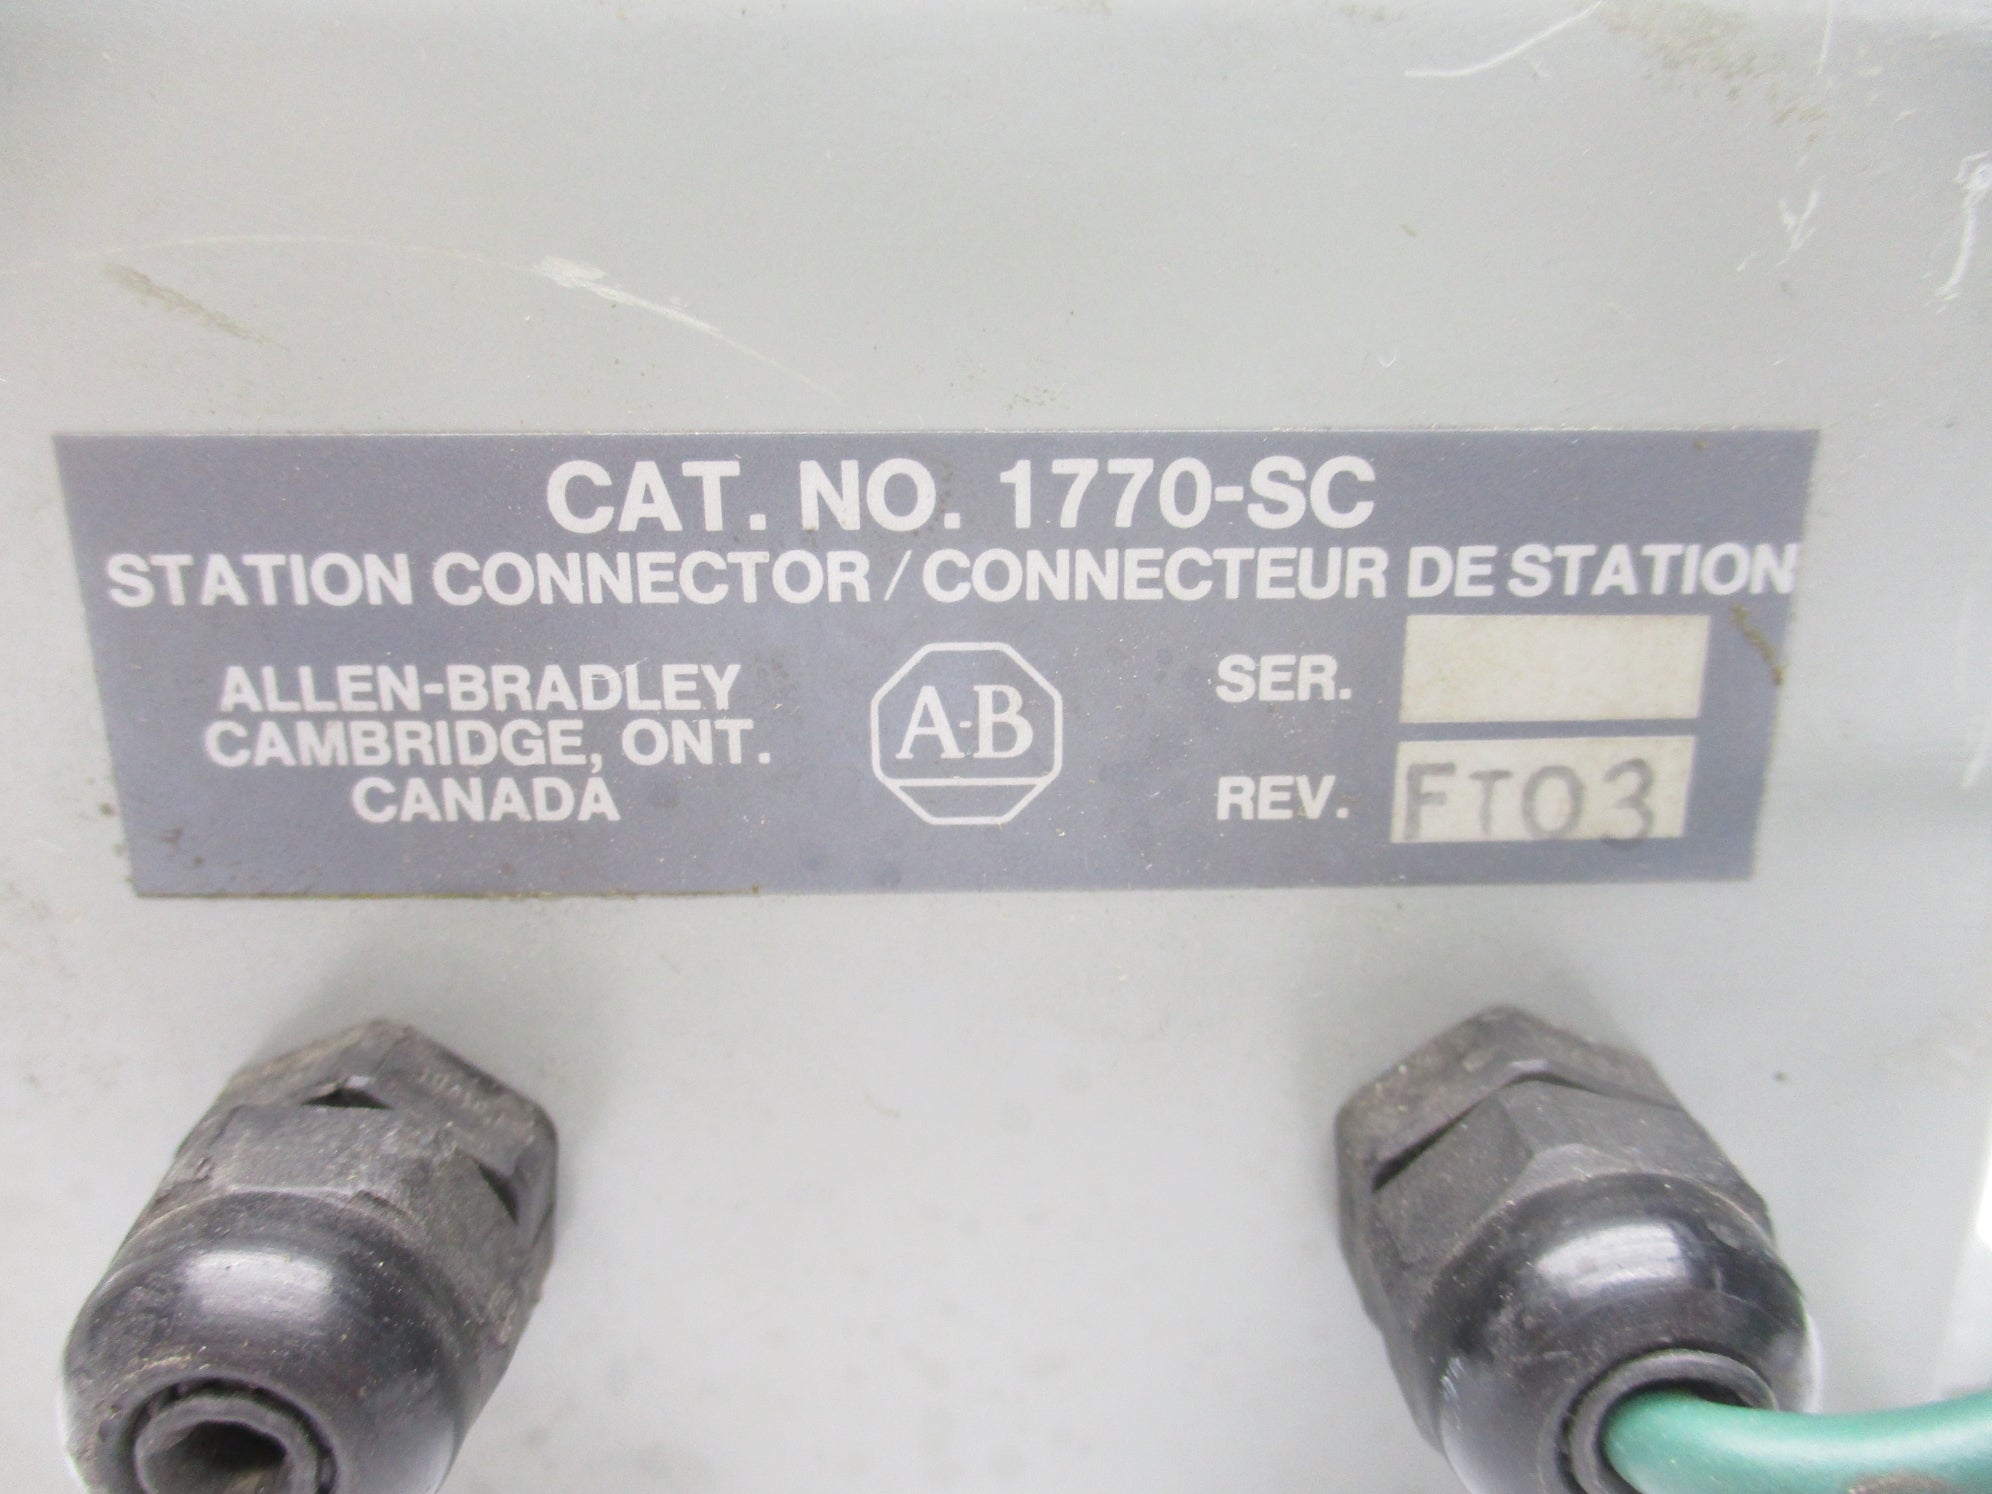 CAT. NO. 1770-SC
STATION CONNECTOR / CONNECTEUR DE STATION
ALLEN-BRADLEY
CAMBRIDGE, ONT.
CANADA
A-B
SER.
REV. FT03